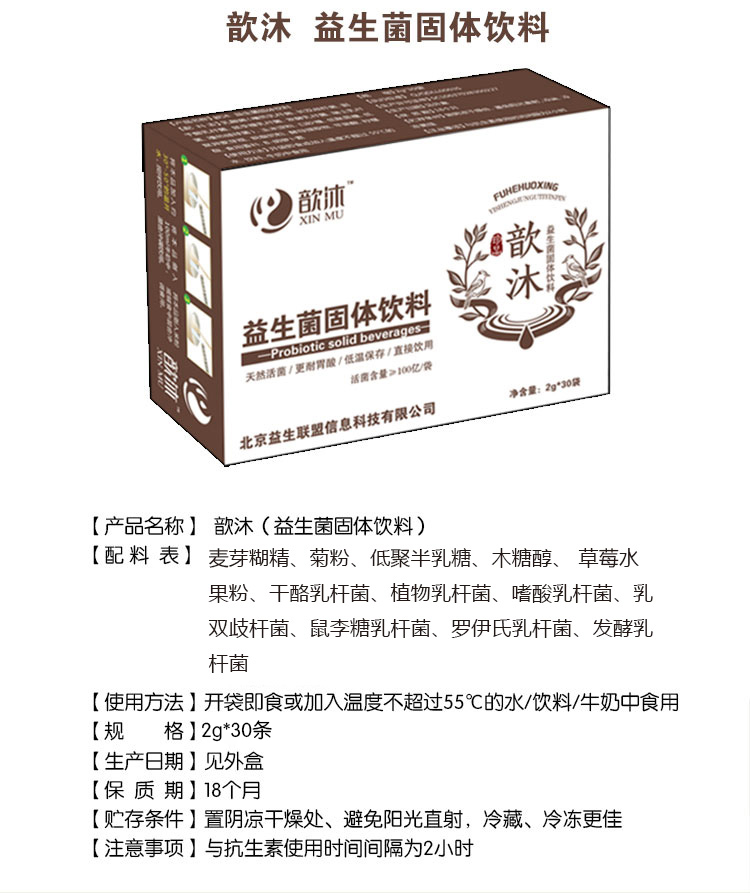 歆沐 益生菌固体饮料
歆沐™
XIN MU
FUHEHUOXING
YISHENGJUNGUTIYINPIN
珍品
歆沐
益生菌固体饮料
益生菌固体饮料
Probiotic solid beverages
天然活菌/更耐胃酸/低温保存/直接饮用
活菌含量≥100亿/袋
净含量：2g*30袋
北京益生联盟信息科技有限公司
歆沐™
XIN MU
【产品名称】 歆沐（益生菌固体饮料）
【配 料 表】 麦芽糊精、菊粉、低聚半乳糖、木糖醇、 草莓水
果粉、干酪乳杆菌、植物乳杆菌、嗜酸乳杆菌、乳
双歧杆菌、鼠李糖乳杆菌、罗伊氏乳杆菌、发酵乳
杆菌
【使用方法】开袋即食或加入温度不超过55℃的水/饮料/牛奶中食用
【规 格】2g*30条
【生产日期】见外盒
【保 质 期】18个月
【贮存条件】置阴凉干燥处、避免阳光直射，冷藏、冷冻更佳
【注意事项】与抗生素使用时间间隔为2小时